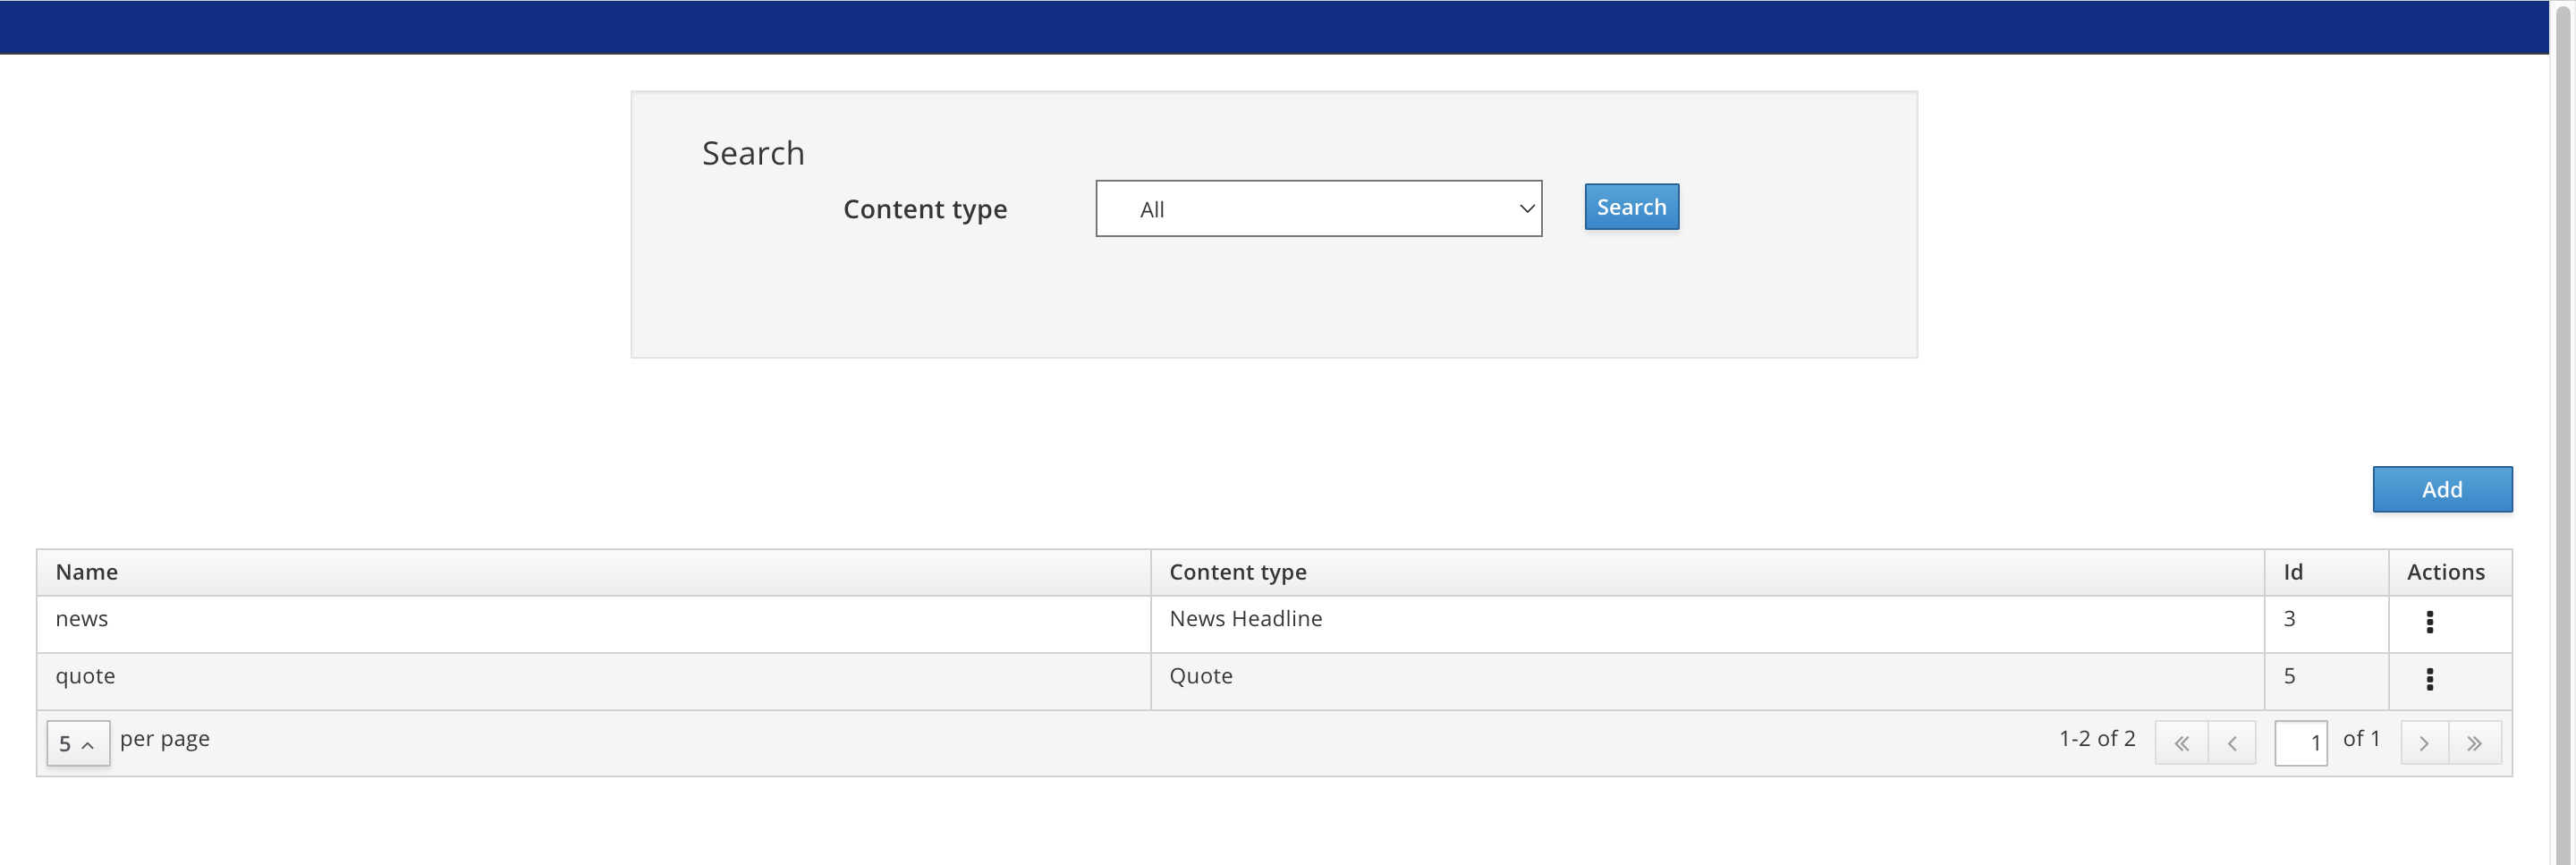 Search
Content type All Search
Add
Name Content type Id Actions
news News Headline 3
quote Quote 5
5 per page 1-2 of 2 1 of 1